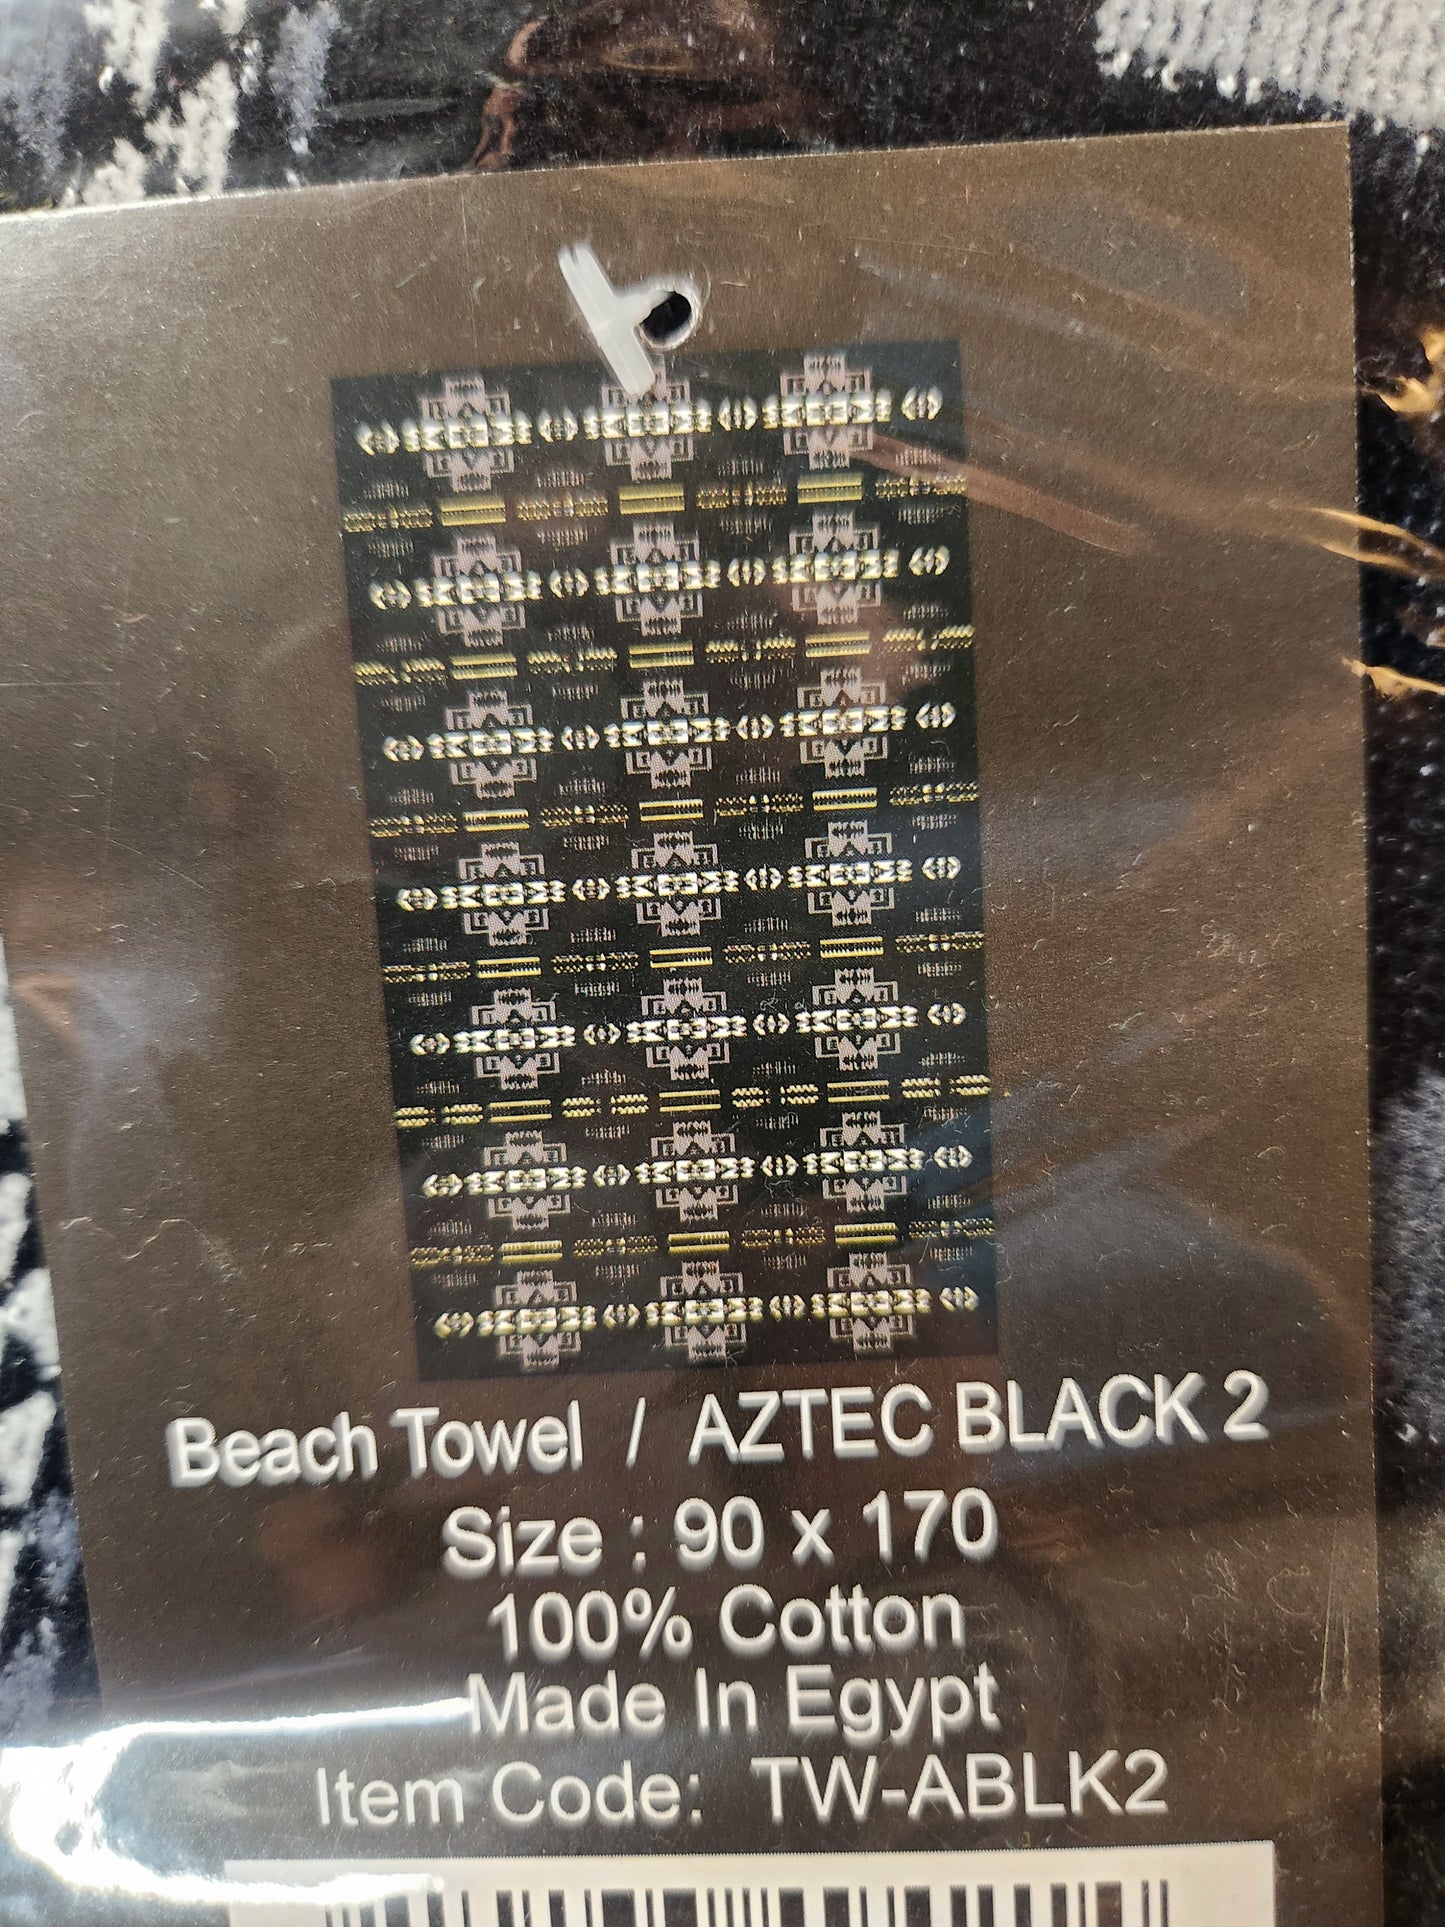 Beach Towel / AZTEC BLACK 2
Size : 90 x 170
100% Cotton
Made In Egypt
Item Code: TW-ABLK2